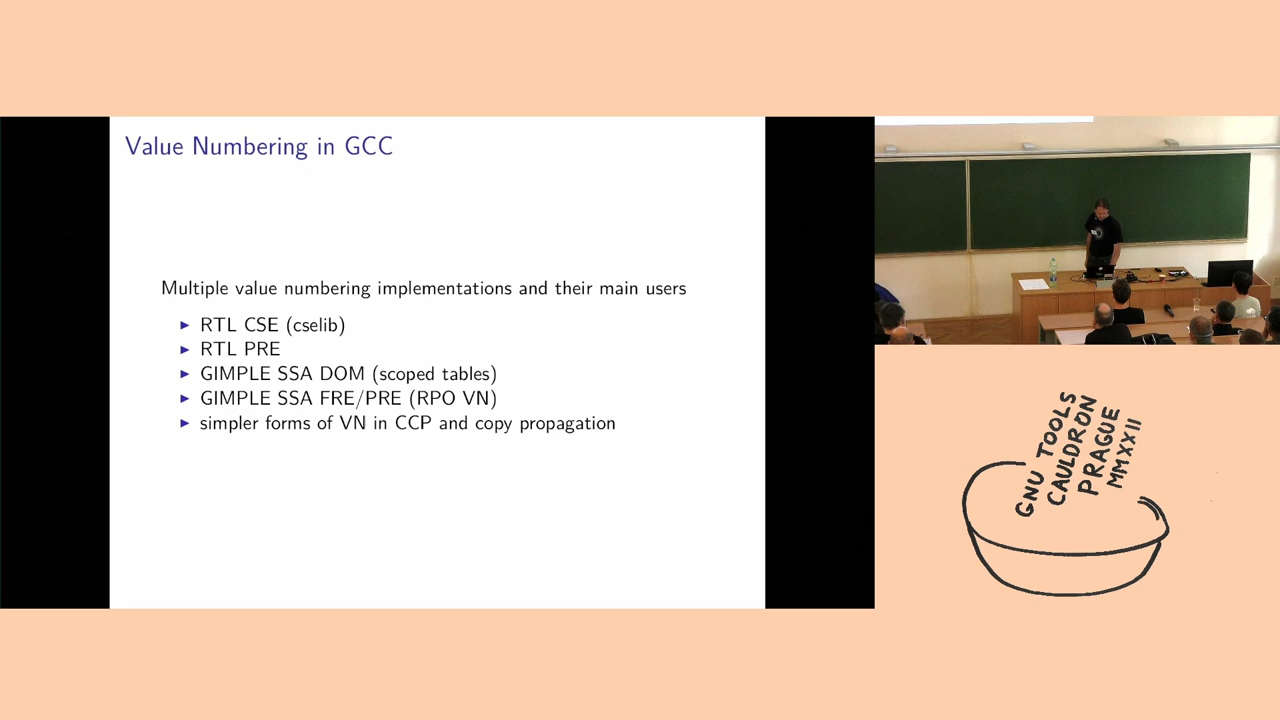 Value Numbering in GCC
Multiple value numbering implementations and their main users
RTL CSE (cselib)
RTL PRE
GIMPLE SSA DOM (scoped tables)
GIMPLE SSA FRE/PRE (RPO VN)
simpler forms of VN in CCP and copy propagation
GNU TOOLS
CAULDRON
PRAGUE
MMXXII